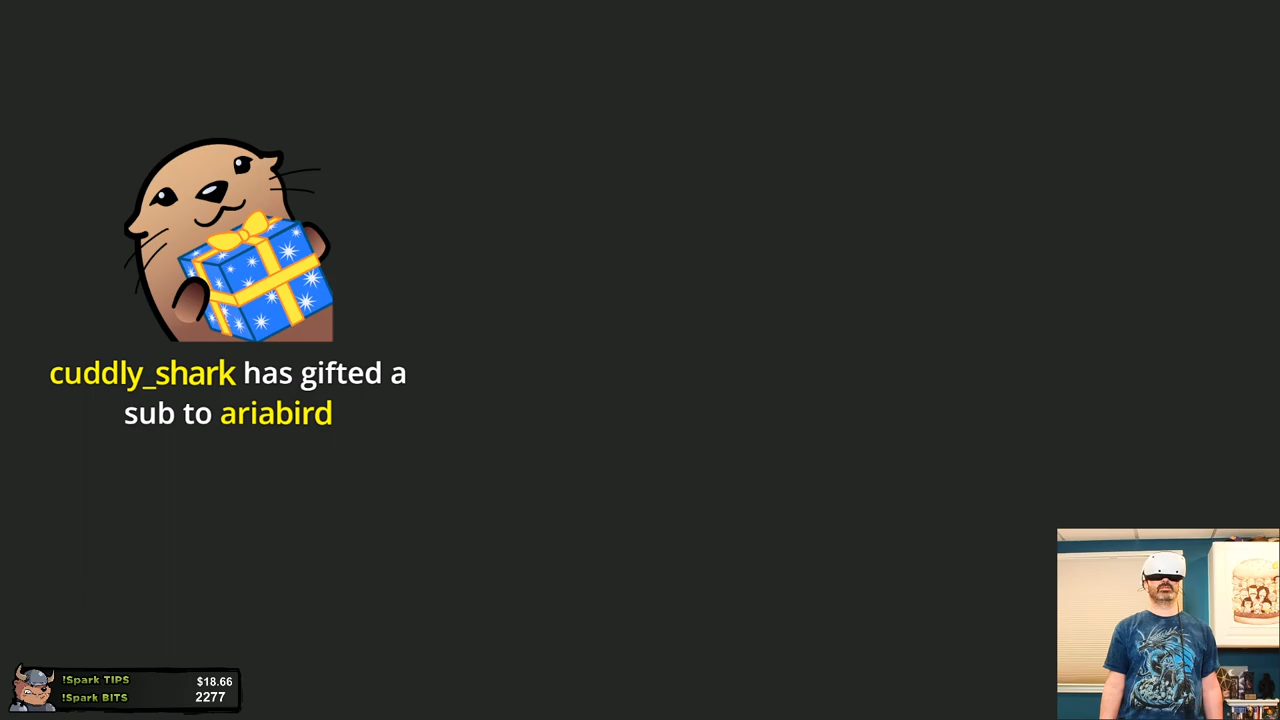 cuddly_shark has gifted a
sub to ariabird
!Spark TIPS $18.66
!Spark BITS 2277